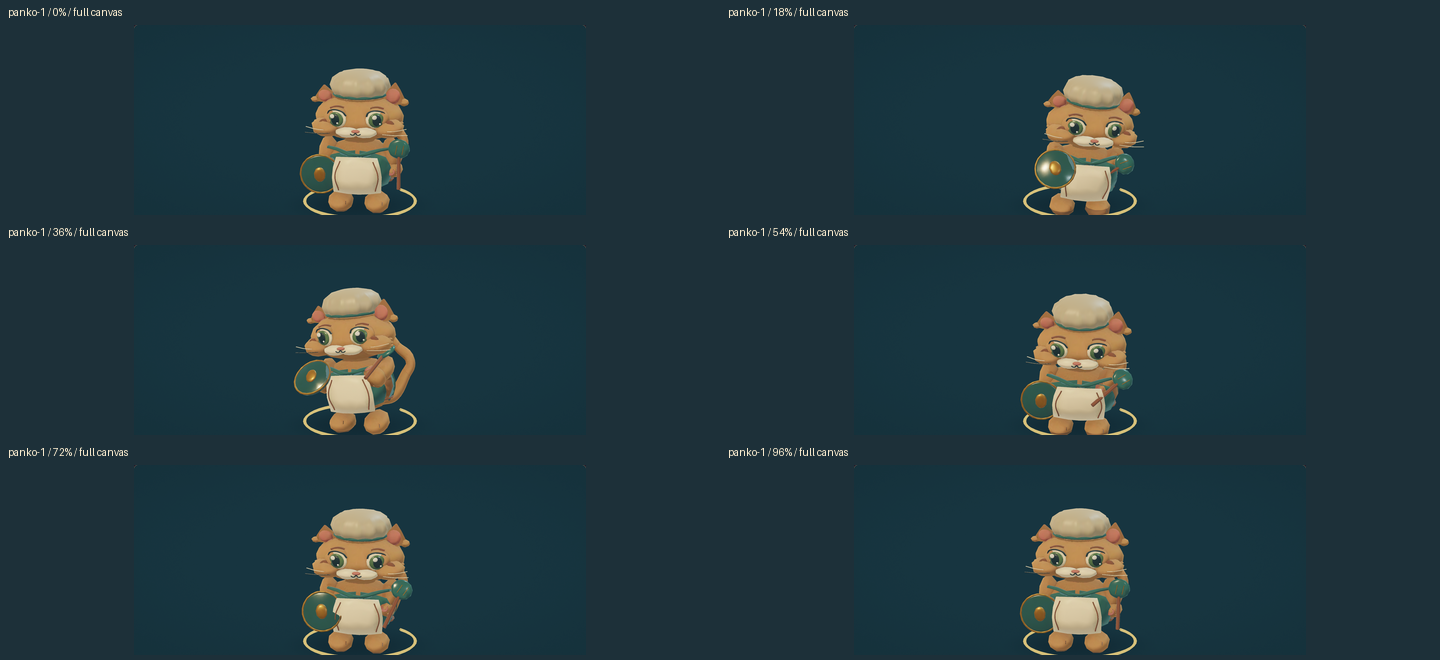 panko-1 / 0% / full canvas
panko-1 / 18% / full canvas
panko-1 / 36% / full canvas
panko-1 / 54% / full canvas
panko-1 / 72% / full canvas
panko-1 / 96% / full canvas